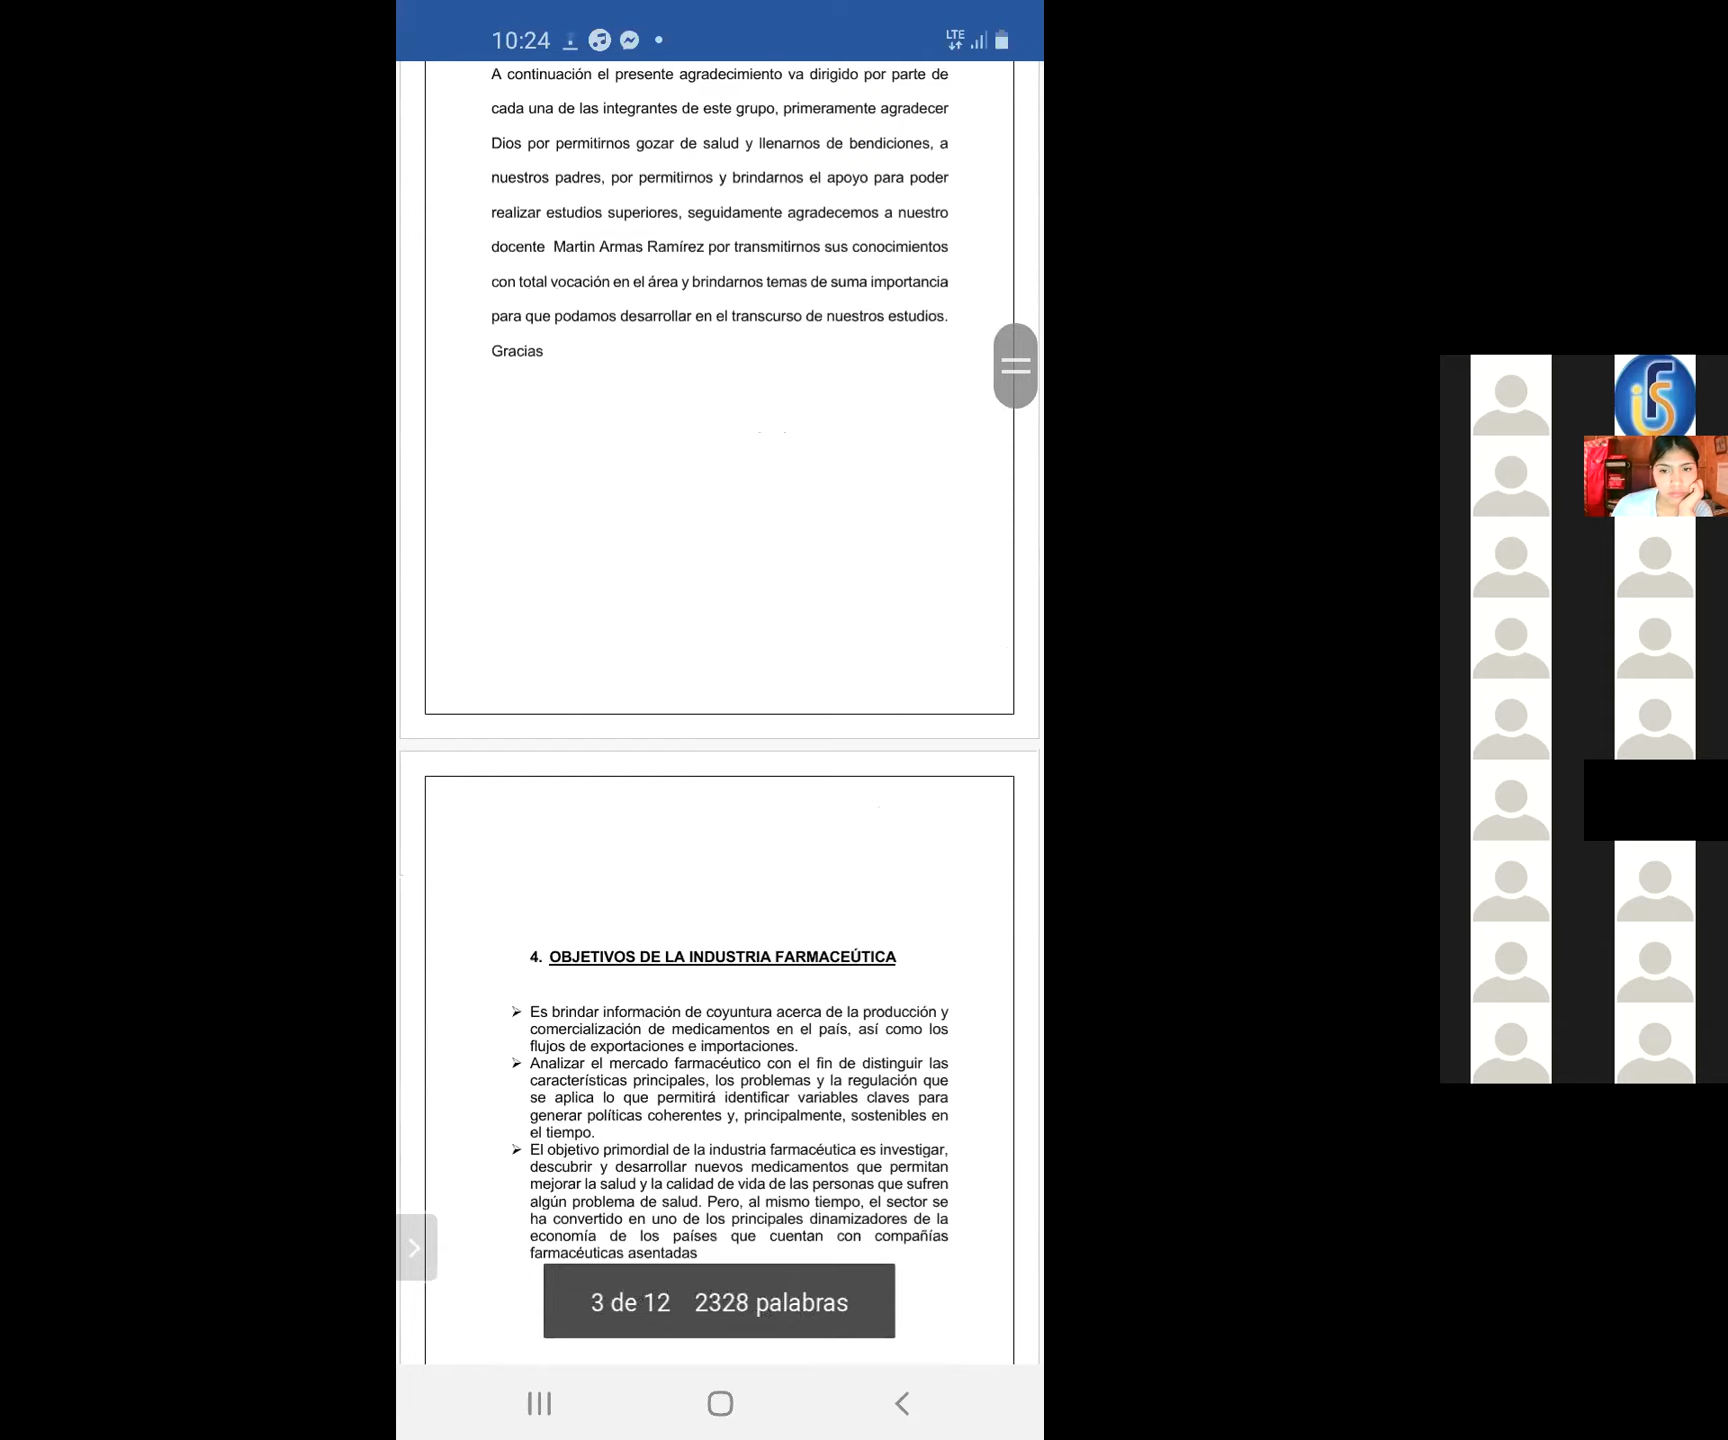 10:24
LTE
A continuación el presente agradecimiento va dirigido por parte de
cada una de las integrantes de este grupo, primeramente agradecer
Dios por permitirnos gozar de salud y llenarnos de bendiciones, a
nuestros padres, por permitirnos y brindarnos el apoyo para poder
realizar estudios superiores, seguidamente agradecemos a nuestro
docente Martin Armas Ramírez por transmitirnos sus conocimientos
con total vocación en el área y brindarnos temas de suma importancia
para que podamos desarrollar en el transcurso de nuestros estudios.
Gracias
4. OBJETIVOS DE LA INDUSTRIA FARMACEÚTICA
➢ Es brindar información de coyuntura acerca de la producción y
comercialización de medicamentos en el país, así como los
flujos de exportaciones e importaciones.
➢ Analizar el mercado farmacéutico con el fin de distinguir las
características principales, los problemas y la regulación que
se aplica lo que permitirá identificar variables claves para
generar políticas coherentes y, principalmente, sostenibles en
el tiempo.
➢ El objetivo primordial de la industria farmacéutica es investigar,
descubrir y desarrollar nuevos medicamentos que permitan
mejorar la salud y la calidad de vida de las personas que sufren
algún problema de salud. Pero, al mismo tiempo, el sector se
ha convertido en uno de los principales dinamizadores de la
economía de los países que cuentan con compañías
farmacéuticas asentadas
3 de 12 2328 palabras